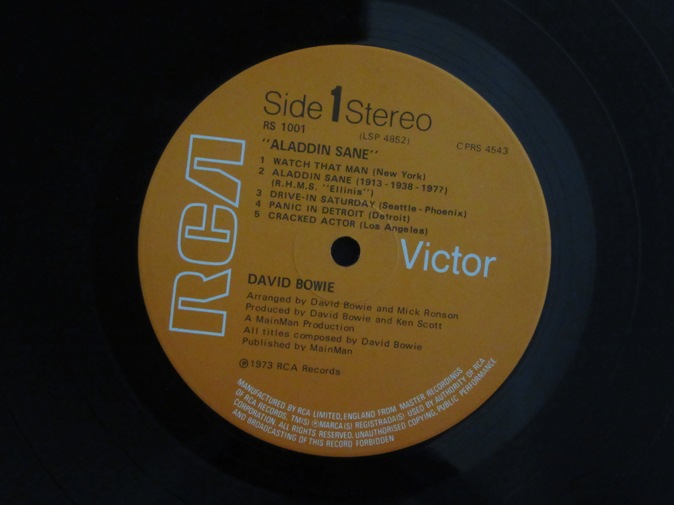 Side 1 Stereo
RS 1001
(LSP 4852)
CPRS 4543
"ALADDIN SANE"
1 WATCH THAT MAN (New York)
2 ALADDIN SANE (1913-1938-197?)
(R.H.M.S. "Ellinis")
3 DRIVE-IN SATURDAY (Seattle-Phoenix)
4 PANIC IN DETROIT (Detroit)
5 CRACKED ACTOR (Los Angeles)
RCA
Victor
DAVID BOWIE
Arranged by David Bowie and Mick Ronson
Produced by David Bowie and Ken Scott
A MainMan Production
All titles composed by David Bowie
Published by MainMan
℗1973 RCA Records
MANUFACTURED BY RCA LIMITED, ENGLAND FROM MASTER RECORDINGS
OF RCA RECORDS. TM(S) ®MARCA(S) REGISTRADA(S) USED BY AUTHORITY OF RCA
CORPORATION. ALL RIGHTS RESERVED. UNAUTHORISED COPYING, PUBLIC PERFORMANCE
AND BROADCASTING OF THIS RECORD FORBIDDEN